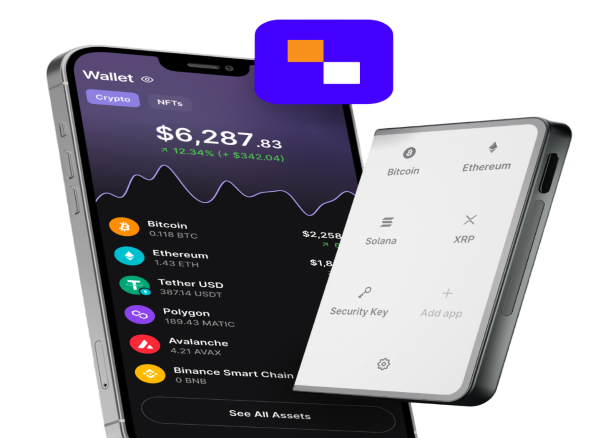 Wallet
Crypto
NFTs
$6,287.83
↗ 12.34% (+ $342.04)
Bitcoin
0.118 BTC
$2,258
Ethereum
1.43 ETH
$1,8
Tether USD
387.14 USDT
Polygon
189.43 MATIC
Avalanche
4.21 AVAX
Binance Smart Chain
0 BNB
See All Assets
Bitcoin
Ethereum
Solana
XRP
Security Key
Add app